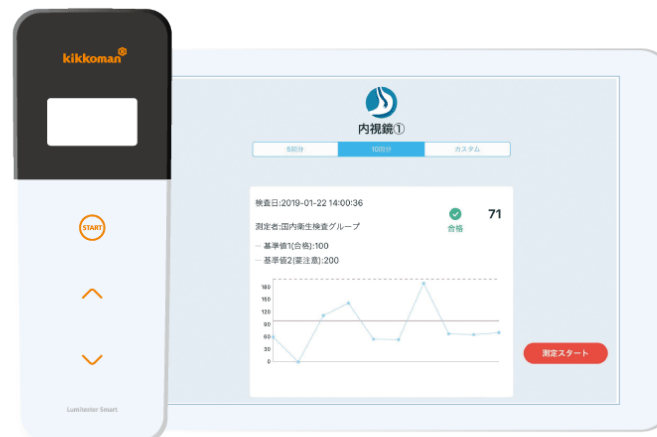 kikkoman
START
Lumitester Smart
内視鏡①
10回分
カスタム
検査日:2019-01-22 14:00:36
測定者:国内衛生検査グループ
合格
71
基準値1(合格):100
基準値2(要注意):200
180
150
120
90
60
30
0
測定スタート